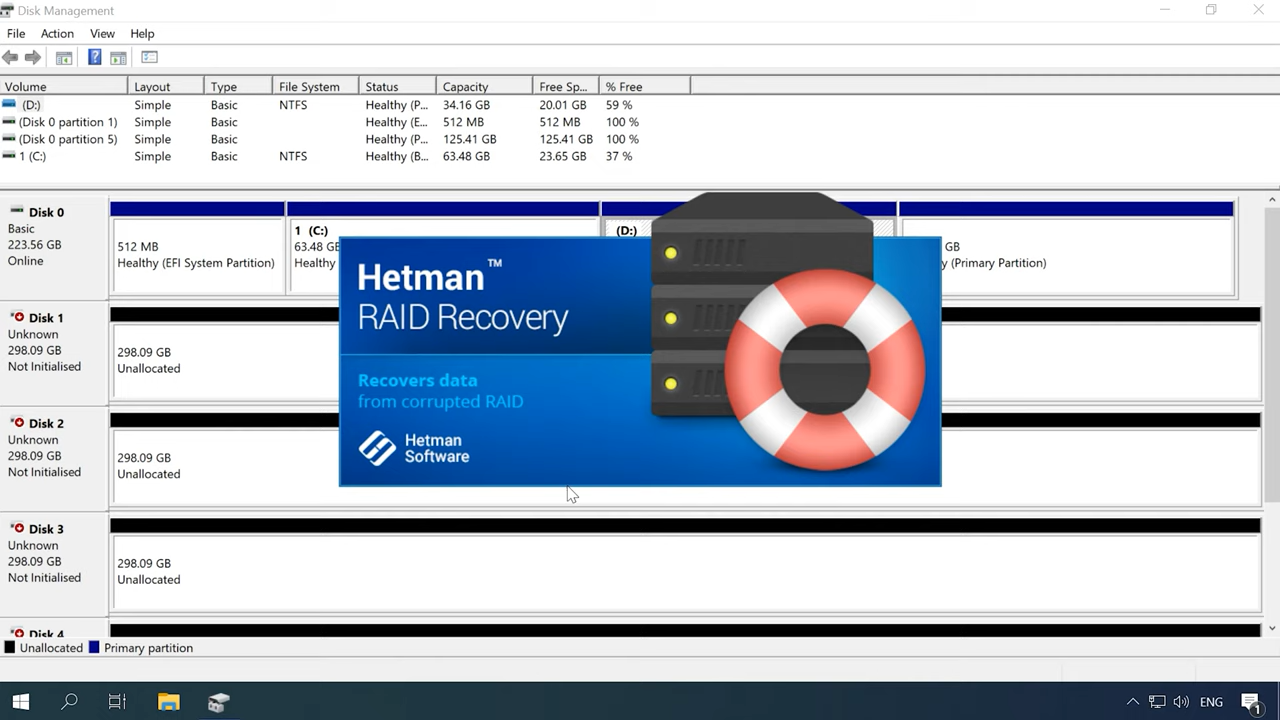 Disk Management
File Action View Help
Volume Layout Type File System Status Capacity Free Sp... % Free
(D:) Simple Basic NTFS Healthy (P... 34.16 GB 20.01 GB 59 %
(Disk 0 partition 1) Simple Basic Healthy (E... 512 MB 512 MB 100 %
(Disk 0 partition 5) Simple Basic Healthy (P... 125.41 GB 125.41 GB 100 %
1 (C:) Simple Basic NTFS Healthy (B... 63.48 GB 23.65 GB 37 %
Disk 0
Basic
223.56 GB
Online
512 MB
Healthy (EFI System Partition)
1 (C:)
63.48 GB
Healthy
(D:)
GB
(Primary Partition)
Hetman™
RAID Recovery
Recovers data
from corrupted RAID
Hetman
Software
Disk 1
Unknown
298.09 GB
Not Initialised
298.09 GB
Unallocated
Disk 2
Unknown
298.09 GB
Not Initialised
298.09 GB
Unallocated
Disk 3
Unknown
298.09 GB
Not Initialised
298.09 GB
Unallocated
Disk 4
Unallocated Primary partition
ENG
1